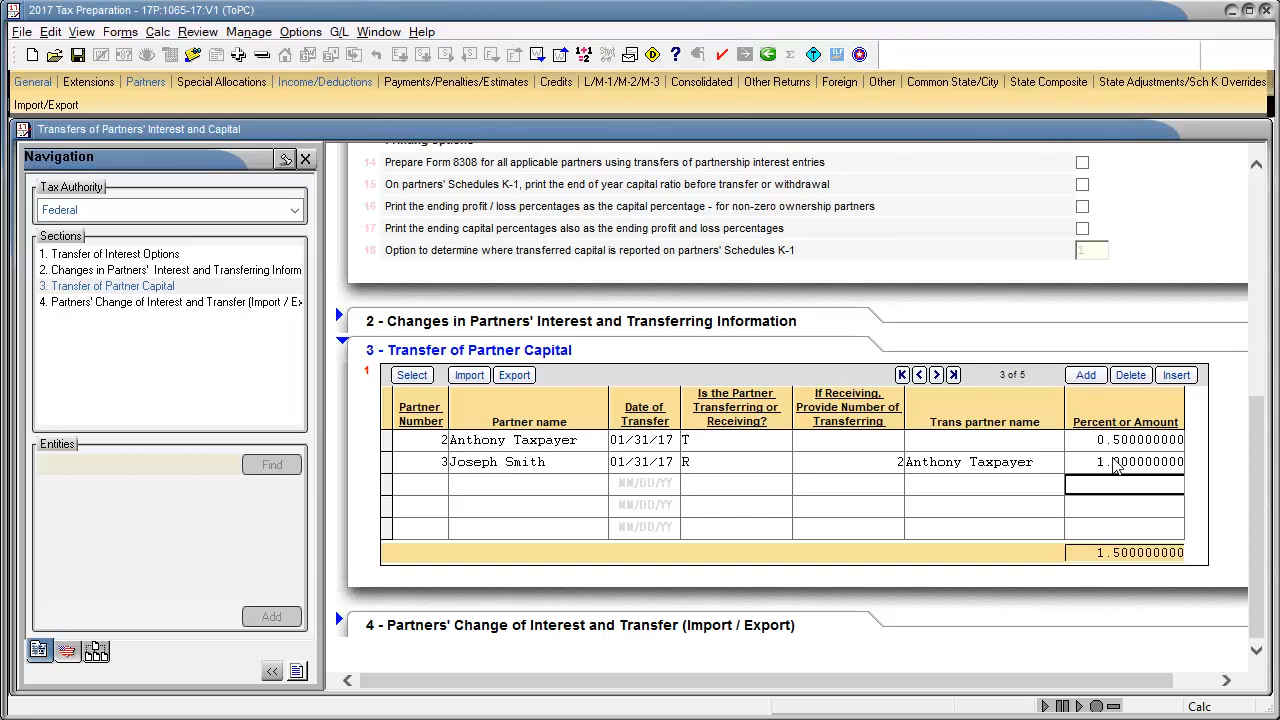 2017 Tax Preparation - 17P:1065-17:V1 (ToPC)
File Edit View Forms Calc Review Manage Options G/L Window Help
General Extensions Partners Special Allocations Income/Deductions Payments/Penalties/Estimates Credits L/M-1/M-2/M-3 Consolidated Other Returns Foreign Other Common State/City State Composite State Adjustments/Sch K Overrides
Import/Export
Transfers of Partners' Interest and Capital
Navigation
Tax Authority
Federal
Sections
1. Transfer of Interest Options
2. Changes in Partners' Interest and Transferring Inform
3. Transfer of Partner Capital
4. Partners' Change of Interest and Transfer (Import / Ex
Entities
Find
Add
Printing Options
14 Prepare Form 8308 for all applicable partners using transfers of partnership interest entries
15 On partners' Schedules K-1, print the end of year capital ratio before transfer or withdrawal
16 Print the ending profit / loss percentages as the capital percentage - for non-zero ownership partners
17 Print the ending capital percentages also as the ending profit and loss percentages
18 Option to determine where transferred capital is reported on partners' Schedules K-1 1
2 - Changes in Partners' Interest and Transferring Information
3 - Transfer of Partner Capital
1 Select Import Export 3 of 5 Add Delete Insert
Partner Number Partner name Date of Transfer Is the Partner Transferring or Receiving? If Receiving, Provide Number of Transferring Trans partner name Percent or Amount
2 Anthony Taxpayer 01/31/17 T 0.500000000
3 Joseph Smith 01/31/17 R 2 Anthony Taxpayer 1.000000000
MM/DD/YY
MM/DD/YY
MM/DD/YY
1.500000000
4 - Partners' Change of Interest and Transfer (Import / Export)
<< 
Calc